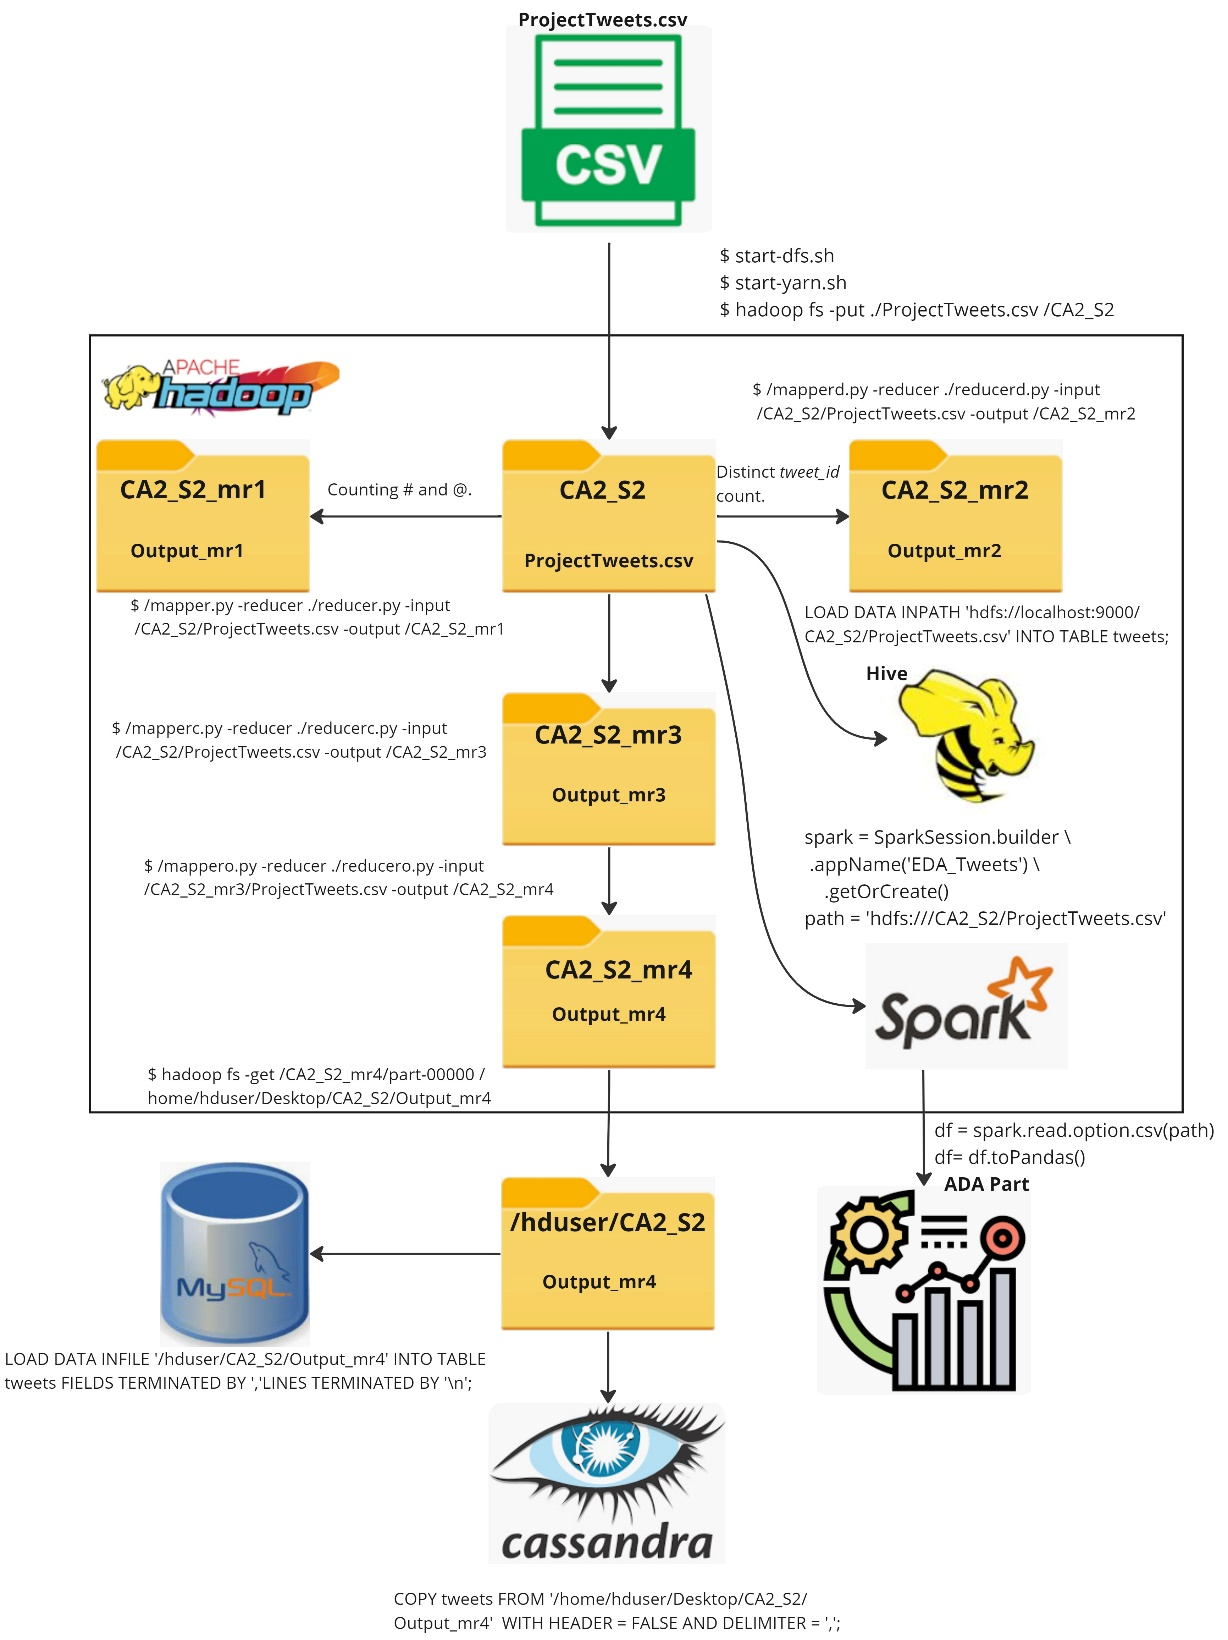 ProjectTweets.csv
CSV
$ start-dfs.sh
$ start-yarn.sh
$ hadoop fs -put ./ProjectTweets.csv /CA2_S2
APACHE
hadoop
$ /mapperd.py -reducer ./reducerd.py -input
/CA2_S2/ProjectTweets.csv -output /CA2_S2_mr2
CA2_S2_mr1
Output_mr1
Counting # and @.
CA2_S2
ProjectTweets.csv
Distinct tweet_id
count.
CA2_S2_mr2
Output_mr2
$ /mapper.py -reducer ./reducer.py -input
/CA2_S2/ProjectTweets.csv -output /CA2_S2_mr1
LOAD DATA INPATH 'hdfs://localhost:9000/
CA2_S2/ProjectTweets.csv' INTO TABLE tweets;
Hive
$ /mapperc.py -reducer ./reducerc.py -input
/CA2_S2/ProjectTweets.csv -output /CA2_S2_mr3
CA2_S2_mr3
Output_mr3
spark = SparkSession.builder \
.appName('EDA_Tweets') \
.getOrCreate()
path = 'hdfs:///CA2_S2/ProjectTweets.csv'
$ /mappero.py -reducer ./reducero.py -input
/CA2_S2_mr3/ProjectTweets.csv -output /CA2_S2_mr4
CA2_S2_mr4
Output_mr4
Spark
$ hadoop fs -get /CA2_S2_mr4/part-00000 /
home/hduser/Desktop/CA2_S2/Output_mr4
df = spark.read.option.csv(path)
df= df.toPandas()
ADA Part
/hduser/CA2_S2
Output_mr4
MySQL
LOAD DATA INFILE '/hduser/CA2_S2/Output_mr4' INTO TABLE
tweets FIELDS TERMINATED BY ','LINES TERMINATED BY '\n';
cassandra
COPY tweets FROM '/home/hduser/Desktop/CA2_S2/
Output_mr4'  WITH HEADER = FALSE AND DELIMITER = ',';